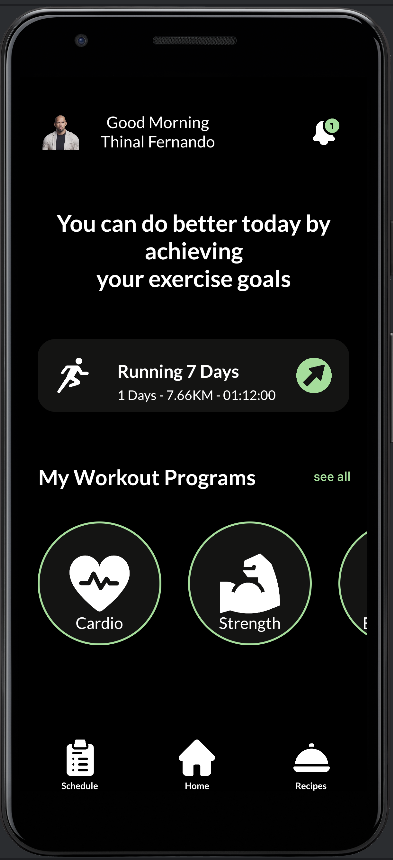 Good Morning
Thinal Fernando
1
You can do better today by
achieving
your exercise goals
Running 7 Days
1 Days - 7.66KM - 01:12:00
My Workout Programs
see all
Cardio
Strength
Schedule
Home
Recipes